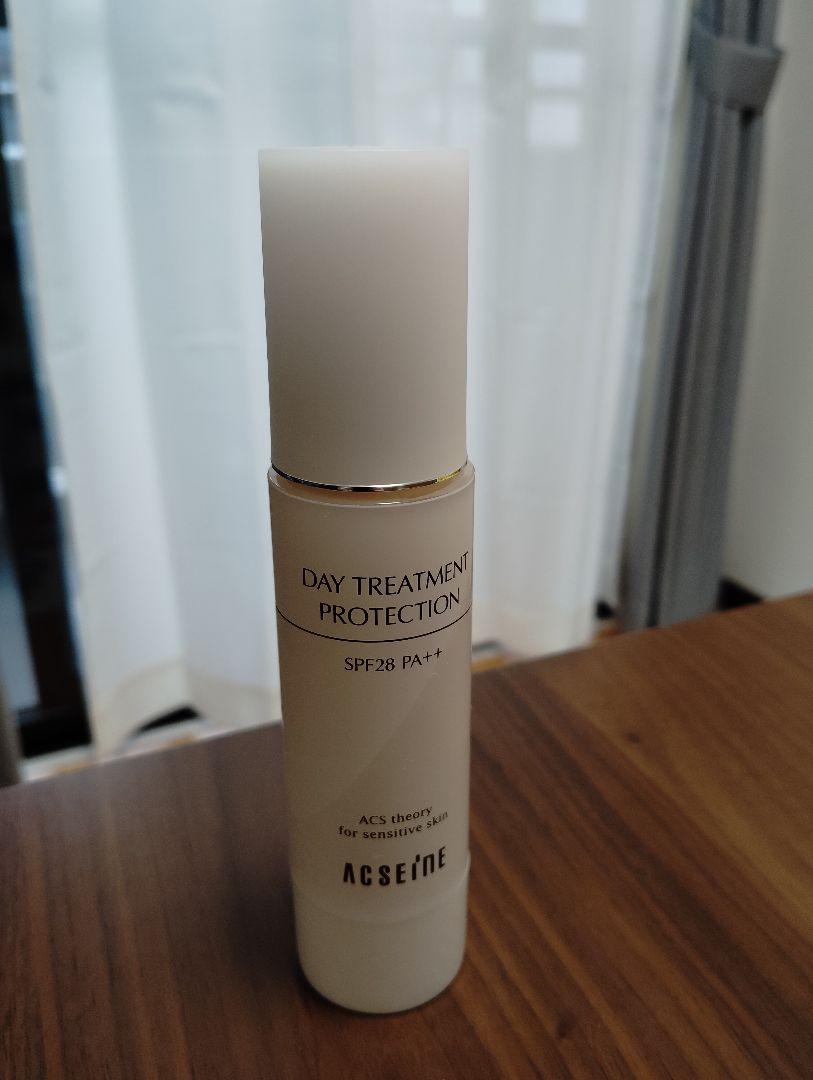 DAY TREATMENT
PROTECTION
SPF28 PA++
ACS theory
for sensitive skin
ACSEINE